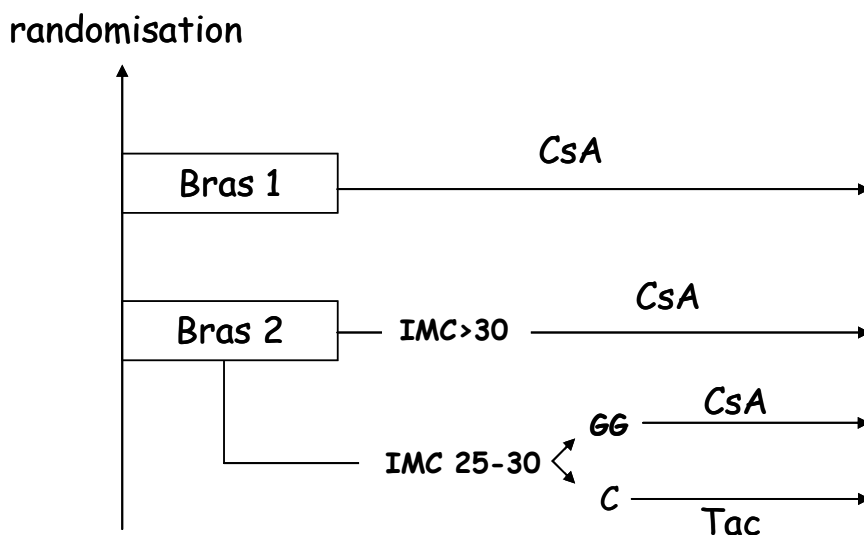 randomisation
CsA
Bras 1
CsA
Bras 2
IMC>30
CsA
GG
IMC 25-30
C
Tac